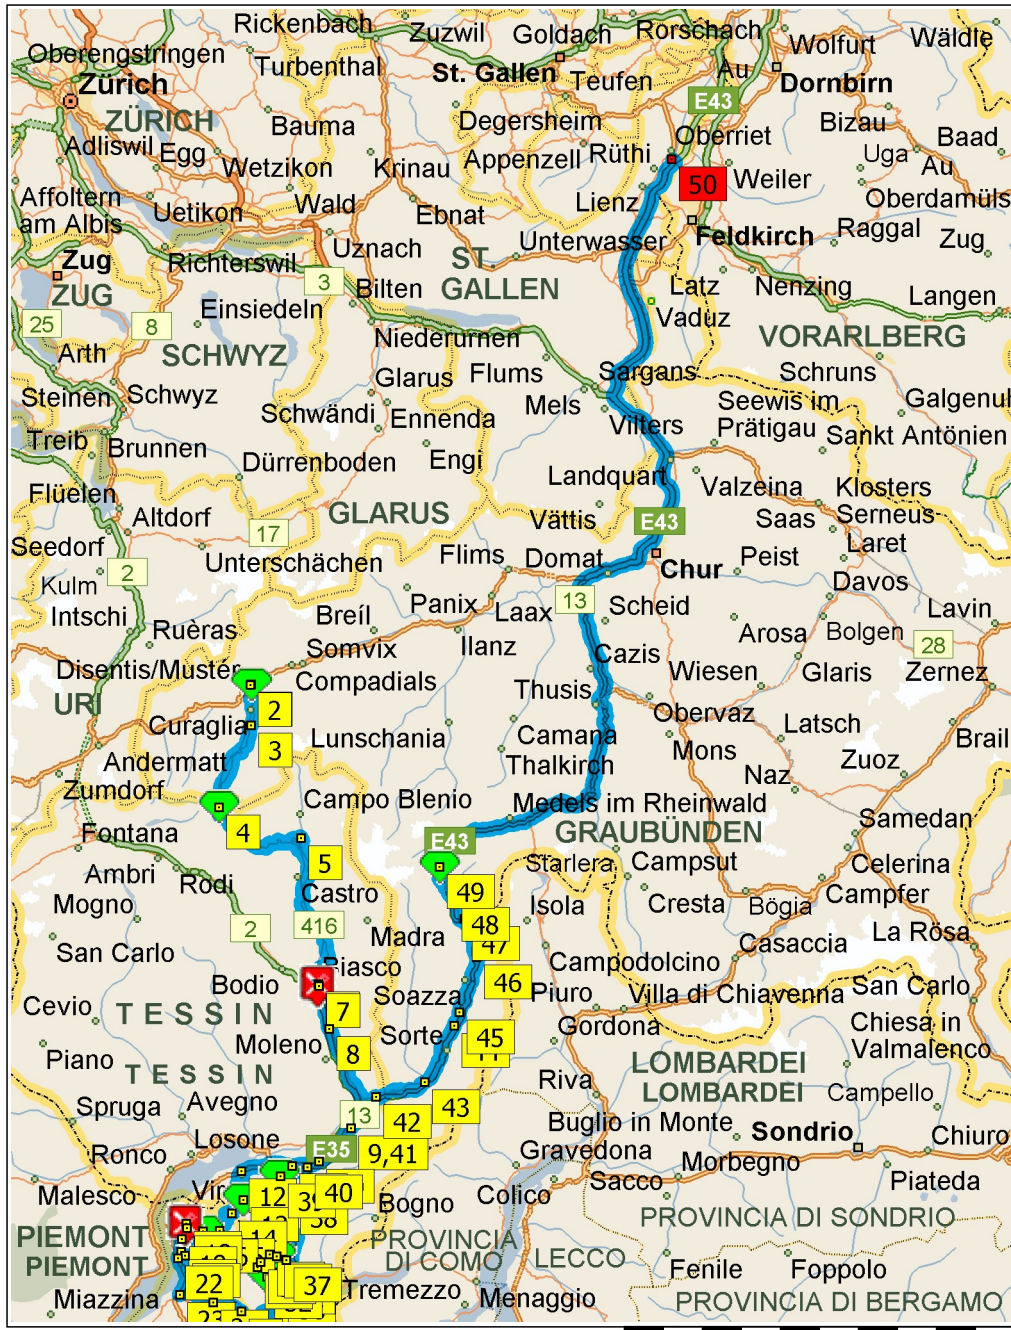 Rickenbach
Zuzwil
Goldach
Rorschach
Wolfurt
Wäldle
Oberengstringen
Turbenthal
St. Gallen
Teufen
Au
Dornbirn
Zürich
E43
ZÜRICH
Bauma
Degersheim
Oberriet
Bizau
Baad
Adliswil
Egg
Wetzikon
Krinau
Appenzell
Rüthi
Weiler
Uga
Au
50
Affoltern
am Albis
Uetikon
Wald
Ebnat
Lienz
Oberdamüls
Uznach
Unterwasser
Feldkirch
Raggal
Zug
Zug
Richterswil
ST.
GALLEN
ZUG
3
Bilten
Latz
Nenzing
Langen
Einsiedeln
25
8
Niederurnen
Vaduz
VORARLBERG
Arth
SCHWYZ
Glarus
Flums
Sargans
Schruns
Steinen
Schwyz
Schwändi
Ennenda
Mels
Vilters
Seewis im
Prätigau
Galgenul
Treib
Brunnen
Sankt Antönien
Dürrenboden
Engi
Landquart
Valzeina
Klosters
Flüelen
Altdorf
GLARUS
Vättis
E43
Saas
Serneus
17
Seedorf
Unterschächen
Flims
Domat
Chur
Peist
Laret
2
Kulm
Davos
Intschi
Breíl
Panix
Laax
13
Scheid
Lavin
Ruèras
Somvix
Ilanz
Arosa
Bolgen
28
Disentis/Mustér
Compadials
Cazis
Wiesen
Glaris
Zernez
URI
2
Thusis
Curaglia
3
Lunschania
Camana
Obervaz
Latsch
Brail
Andermatt
Thalkirch
Mons
Zuoz
Zumdorf
Campo Blenio
Medels im Rheinwald
Naz
Fontana
4
E43
GRAUBÜNDEN
Samedan
5
Starlera
Campsut
Celerina
Ambri
Rodi
Castro
49
Isola
Cresta
Bögia
Campfer
Mogno
2
416
Madra
48
47
Casaccia
La Rösa
San Carlo
Biasco
46
Campodolcino
Bodio
7
Soazza
Piuro
Villa di Chiavenna
San Carlo
Cevio
TESSIN
Sorte
45
Gordona
Chiesa in
Valmalenco
Moleno
8
Piano
LOMBARDEI
LOMBARDEI
TESSIN
Riva
Campello
Spruga
Avegno
13
42
43
Buglio in Monte
Sondrio
Chiuro
Losone
E35
9,41
Gravedona
Morbegno
Ronco
Malesco
Vir
12
39
40
Bogno
Colico
Sacco
Piateda
38
PROVINCIA DI SONDRIO
PIEMONT
PIEMONT
14
PROVINCIA
DI COMO
LECCO
Fenile
Foppolo
22
37
Tremezzo
Miazzina
Menaggio
PROVINCIA DI BERGAMO